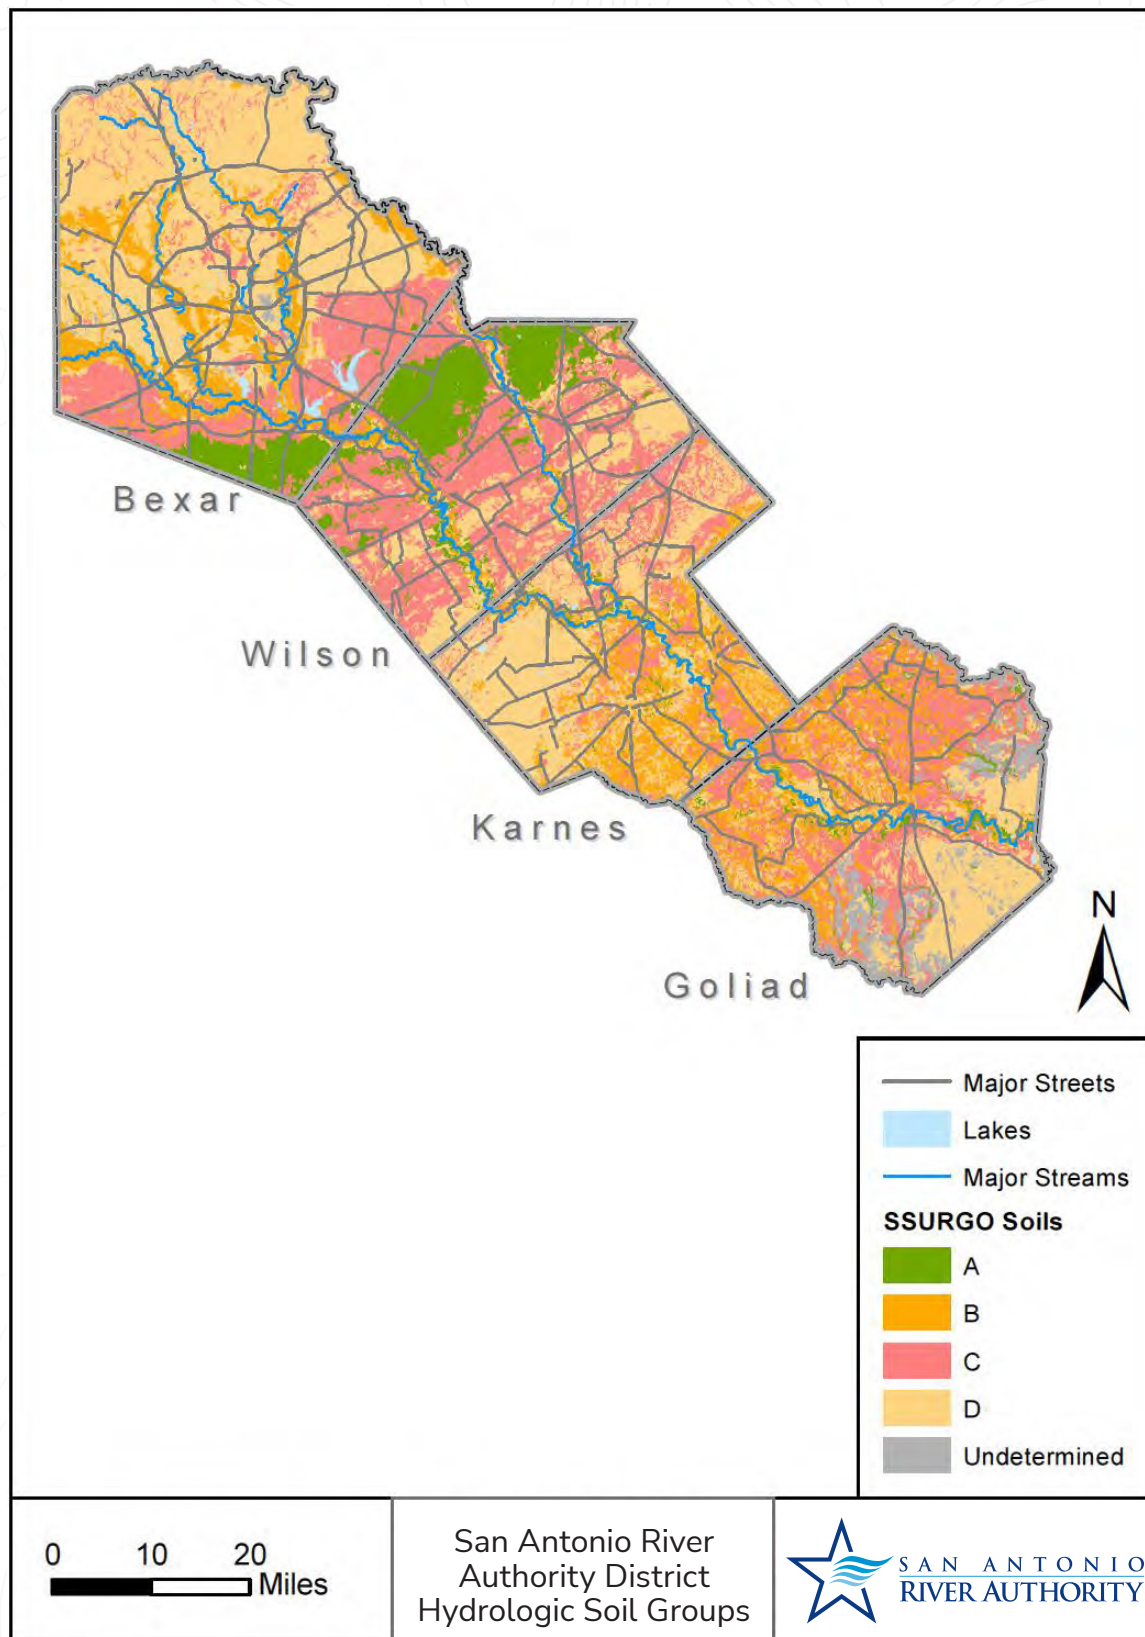 Bexar
Wilson
Karnes
Goliad
N
Major Streets
Lakes
Major Streams
SSURGO Soils
A
B
C
D
Undetermined
0 10 20
Miles
San Antonio River
Authority District
Hydrologic Soil Groups
SAN ANTONIO
RIVER AUTHORITY